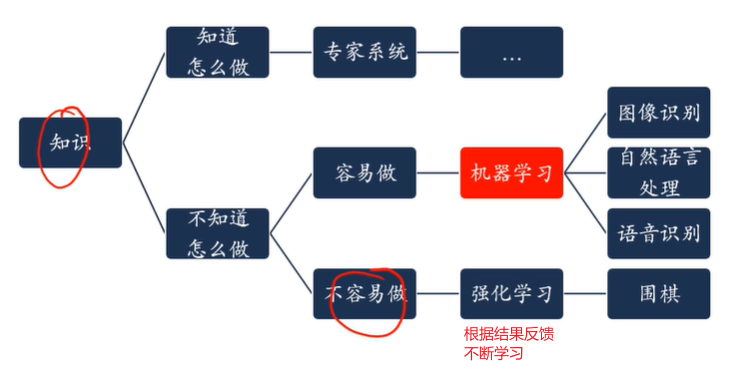 知道
怎么做
专家系统
...
图像识别
知识
容易做
机器学习
自然语言
处理
不知道
怎么做
语音识别
不容易做
强化学习
围棋
根据结果反馈
不断学习